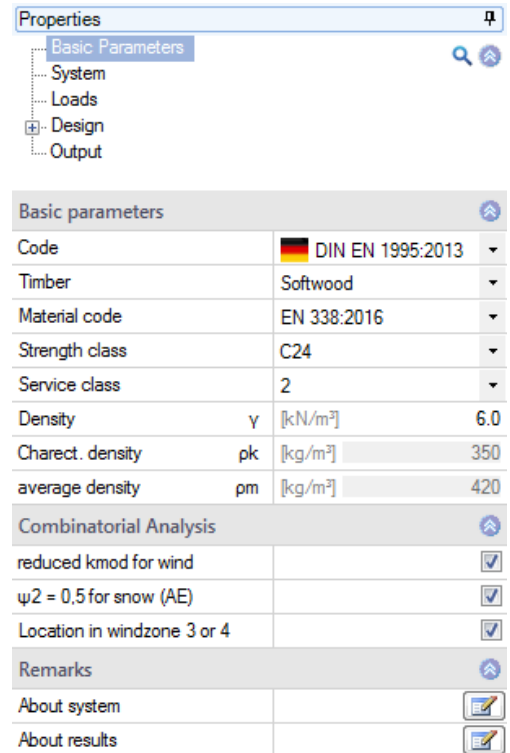 Properties
Basic Parameters
System
Loads
Design
Output
Basic parameters
Code DIN EN 1995:2013
Timber Softwood
Material code EN 338:2016
Strength class C24
Service class 2
Density γ [kN/m³] 6.0
Charect. density ρk [kg/m³] 350
average density ρm [kg/m³] 420
Combinatorial Analysis
reduced kmod for wind
ψ2 = 0,5 for snow (AE)
Location in windzone 3 or 4
Remarks
About system
About results